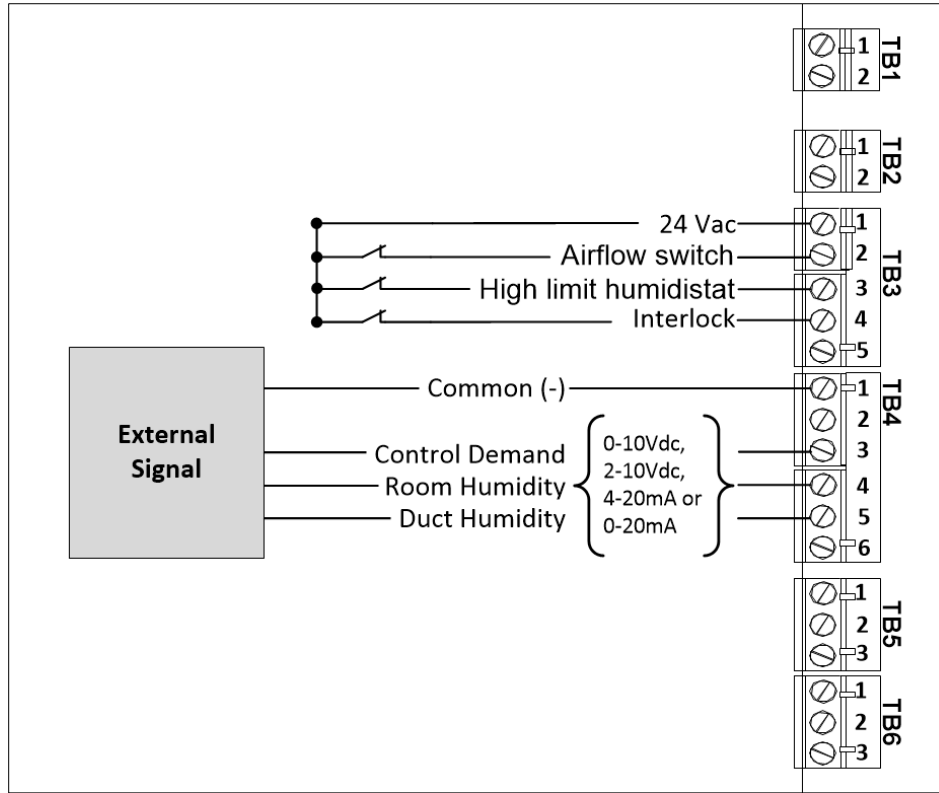 1
2
TB1
1
2
TB2
24 Vac
1
Airflow switch
2
High limit humidistat
3
Interlock
4
5
TB3
External
Signal
Common (-)
1
2
Control Demand
3
Room Humidity
4
Duct Humidity
5
6
0-10Vdc,
2-10Vdc,
4-20mA or
0-20mA
TB4
1
2
3
TB5
1
2
3
TB6